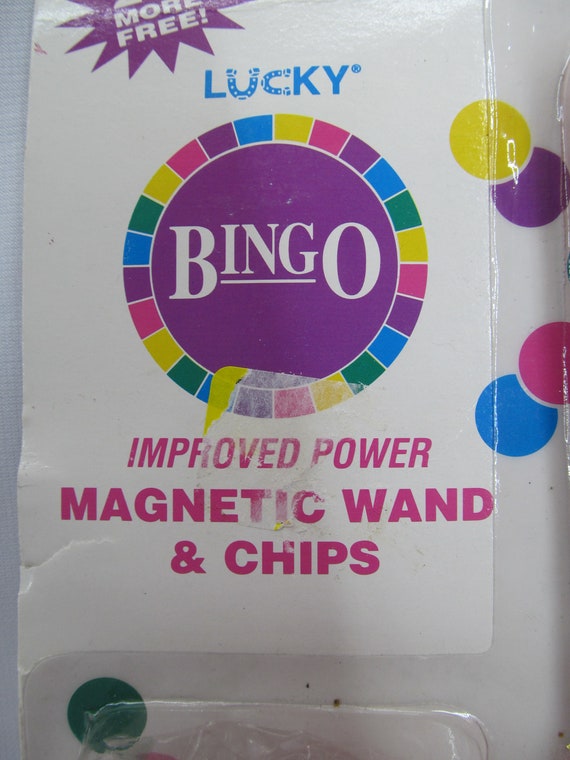 MORE
FREE!
LUCKY®
BINGO
IMPROVED POWER
MAGNETIC WAND
& CHIPS